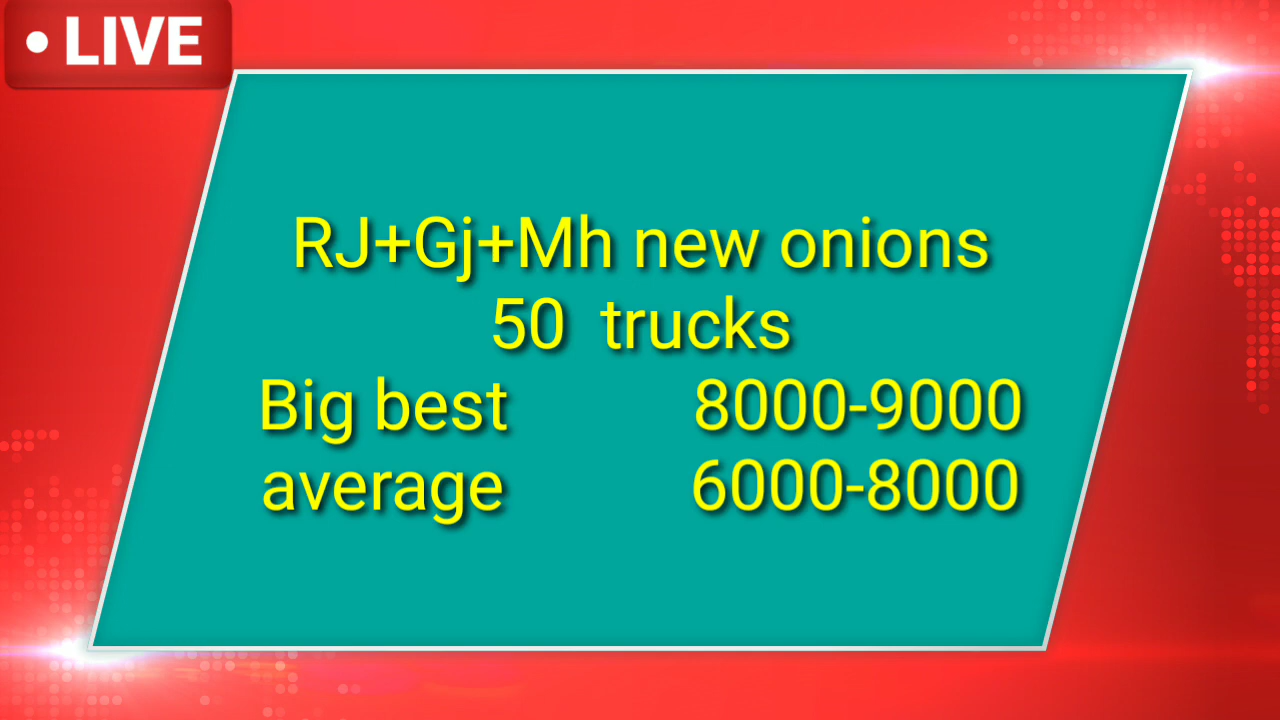 LIVE
RJ+Gj+Mh new onions
50 trucks
Big best 8000-9000
average 6000-8000